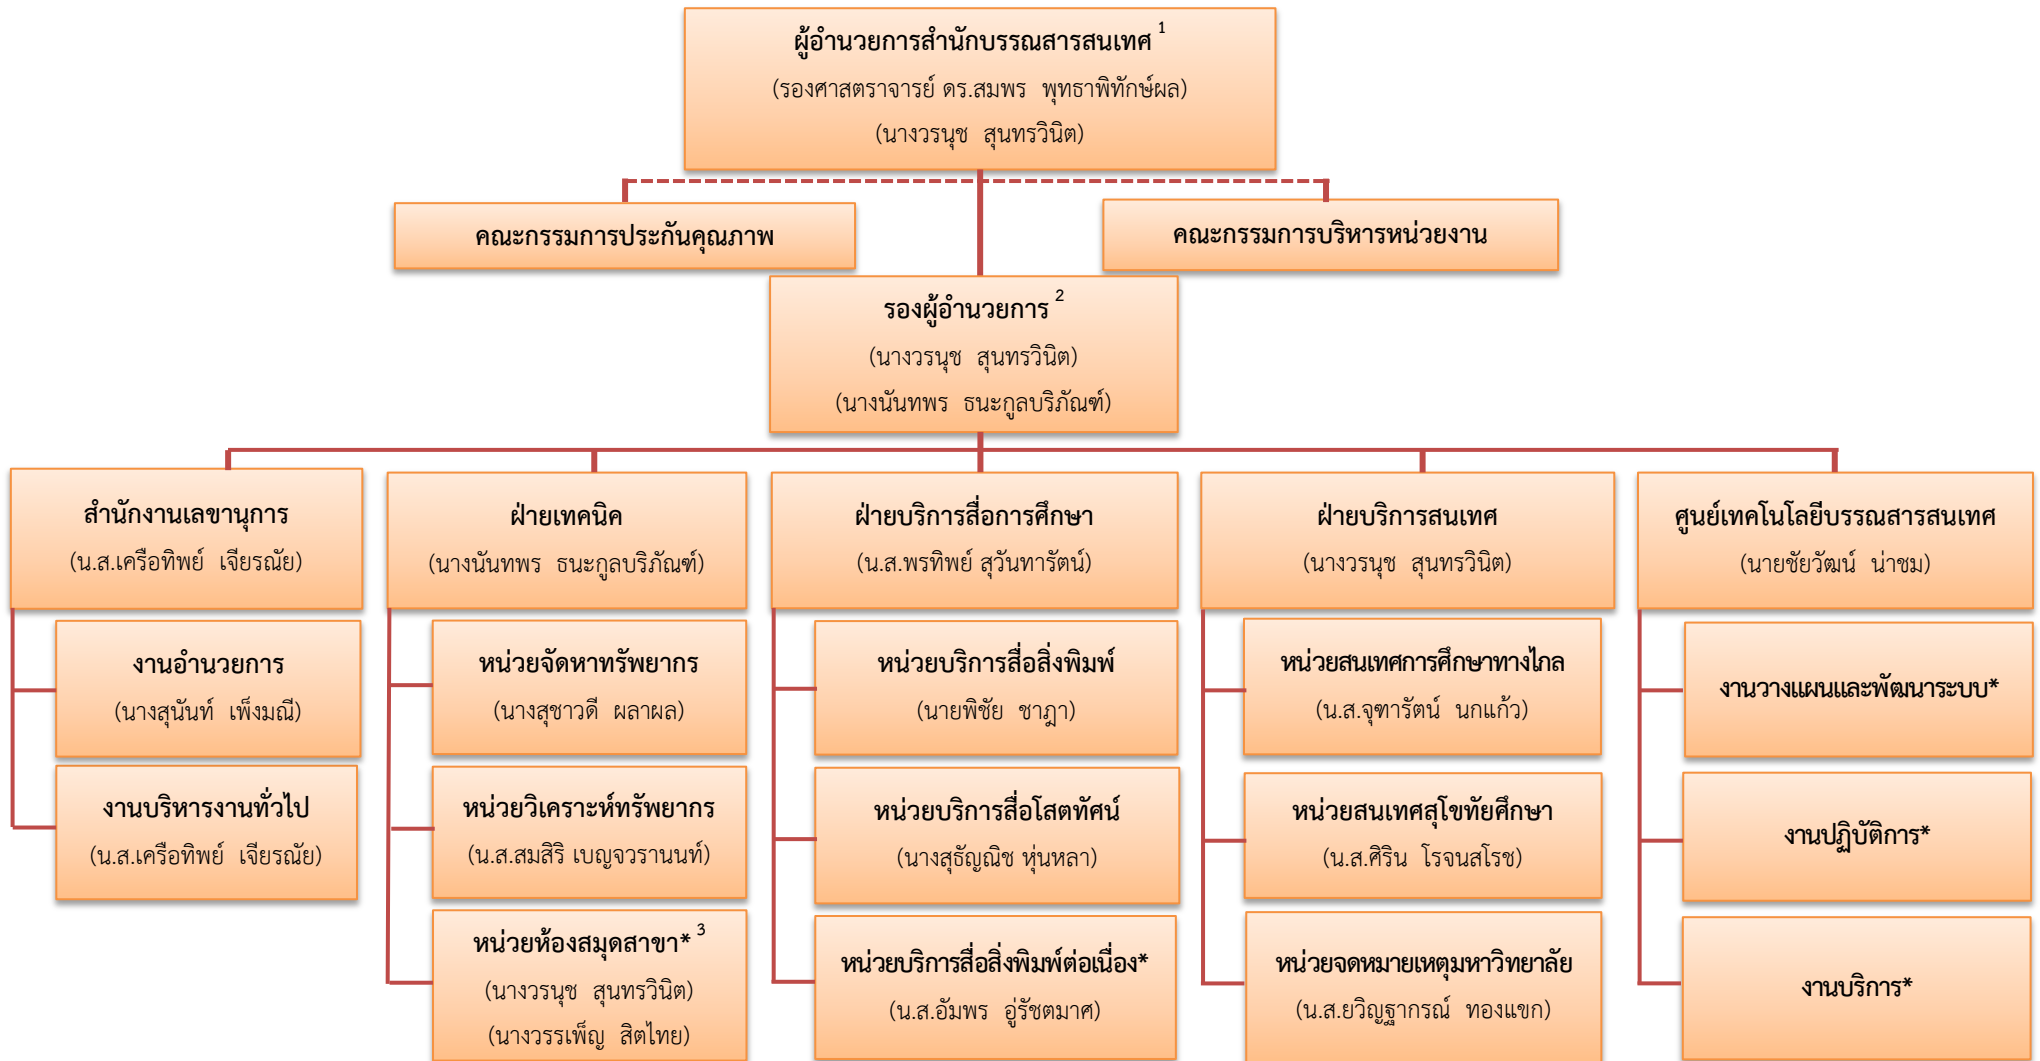 ผู้อำนวยการสำนักบรรณสารสนเทศ 1
(รองศาสตราจารย์ ดร.สมพร พุทธาพิทักษ์ผล)
(นางวรนุช สุนทรวินิต)
คณะกรรมการประกันคุณภาพ
คณะกรรมการบริหารหน่วยงาน
รองผู้อำนวยการ 2
(นางวรนุช สุนทรวินิต)
(นางนันทพร ธนะกูลบริภัณฑ์)
สำนักงานเลขานุการ
(น.ส.เครือทิพย์ เจียรณัย)
งานอำนวยการ
(นางสุนันท์ เพ็งมณี)
งานบริหารงานทั่วไป
(น.ส.เครือทิพย์ เจียรณัย)
ฝ่ายเทคนิค
(นางนันทพร ธนะกูลบริภัณฑ์)
หน่วยจัดหาทรัพยากร
(นางสุชาวดี ผลาผล)
หน่วยวิเคราะห์ทรัพยากร
(น.ส.สมสิริ เบญจวรานนท์)
หน่วยห้องสมุดสาขา* 3
(นางวรนุช สุนทรวินิต)
(นางวรรเพ็ญ สิตไทย)
ฝ่ายบริการสื่อการศึกษา
(น.ส.พรทิพย์ สุวันทารัตน์)
หน่วยบริการสื่อสิ่งพิมพ์
(นายพิชัย ชาฎา)
หน่วยบริการสื่อโสตทัศน์
(นางสุธัญณิช หุ่นหลา)
หน่วยบริการสื่อสิ่งพิมพ์ต่อเนื่อง*
(น.ส.อัมพร อู่รัชตมาศ)
ฝ่ายบริการสนเทศ
(นางวรนุช สุนทรวินิต)
หน่วยสนเทศการศึกษาทางไกล
(น.ส.จุฑารัตน์ นกแก้ว)
หน่วยสนเทศสุโขทัยศึกษา
(น.ส.ศิริน โรจนสโรช)
หน่วยจดหมายเหตุมหาวิทยาลัย
(น.ส.ยวิญฐากรณ์ ทองแขก)
ศูนย์เทคโนโลยีบรรณสารสนเทศ
(นายชัยวัฒน์ น่าชม)
งานวางแผนและพัฒนาระบบ*
งานปฏิบัติการ*
งานบริการ*